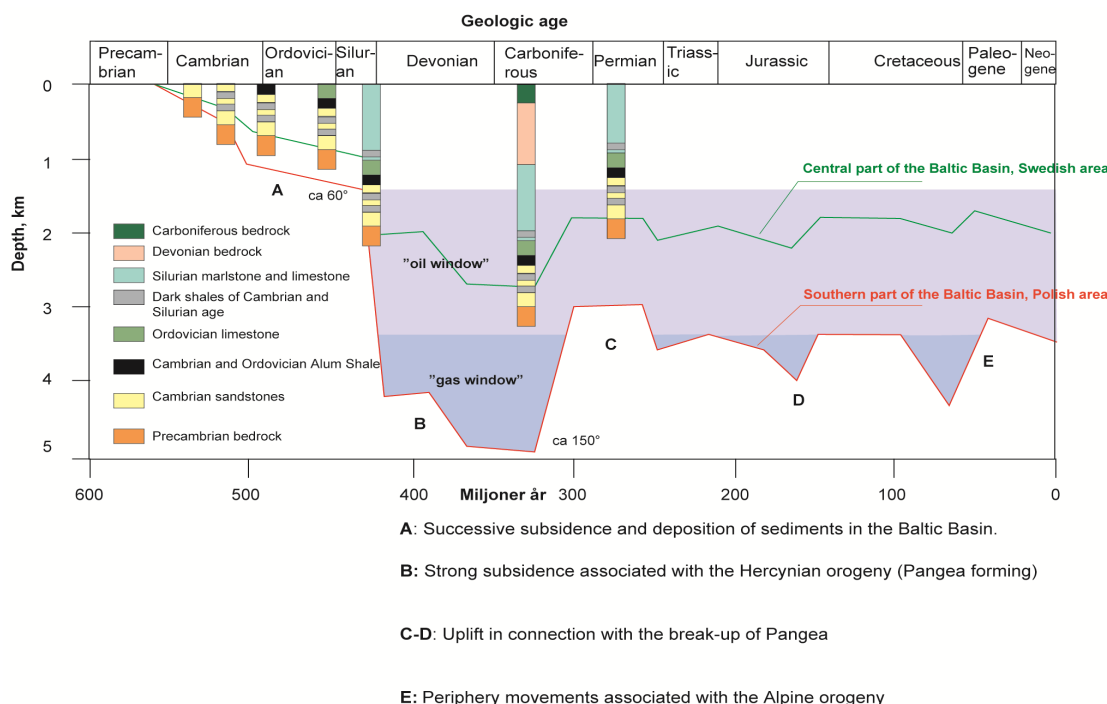 Geologic age
Precam-
brian
Cambrian
Ordovici-
an
Silur-
an
Devonian
Carbonife-
rous
Permian
Triass-
ic
Jurassic
Cretaceous
Paleo-
gene
Neo-
gene
Depth, km
0
1
2
3
4
5
A
ca 60°
Central part of the Baltic Basin, Swedish area
Carboniferous bedrock
Devonian bedrock
Silurian marlstone and limestone
Dark shales of Cambrian and
Silurian age
Ordovician limestone
Cambrian and Ordovician Alum Shale
Cambrian sandstones
Precambrian bedrock
"oil window"
Southern part of the Baltic Basin, Polish area
"gas window"
C
E
D
B
ca 150°
600
500
400
Miljoner år
300
200
100
0
A: Successive subsidence and deposition of sediments in the Baltic Basin.
B: Strong subsidence associated with the Hercynian orogeny (Pangea forming)
C-D: Uplift in connection with the break-up of Pangea
E: Periphery movements associated with the Alpine orogeny